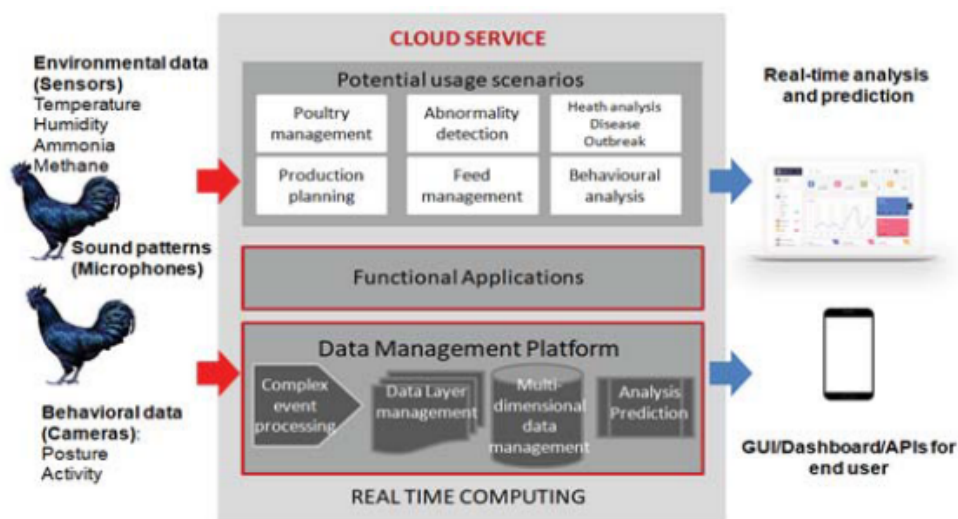 Environmental data
(Sensors)
Temperature
Humidity
Ammonia
Methane
Sound patterns
(Microphones)
Behavioral data
(Cameras):
Posture
Activity
CLOUD SERVICE
Potential usage scenarios
Poultry
management
Abnormality
detection
Heath analysis
Disease
Outbreak
Production
planning
Feed
management
Behavioural
analysis
Functional Applications
Data Management Platform
Complex
event
processing
Data Layer
management
Multi-
dimensional
data
management
Analysis
Prediction
REAL TIME COMPUTING
Real-time analysis
and prediction
GUI/Dashboard/APIs for
end user